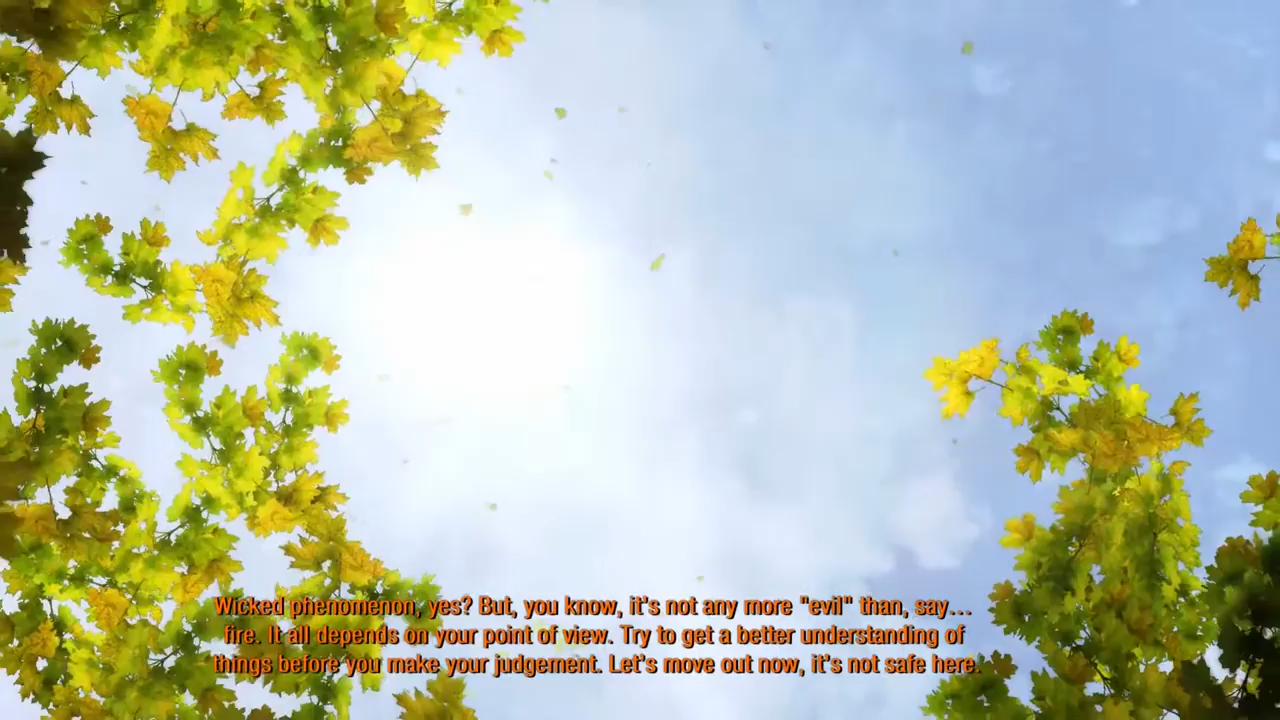 Wicked phenomenon, yes? But, you know, it's not any more "evil" than, say...
fire. It all depends on your point of view. Try to get a better understanding of
things before you make your judgement. Let's move out now, it's not safe here.